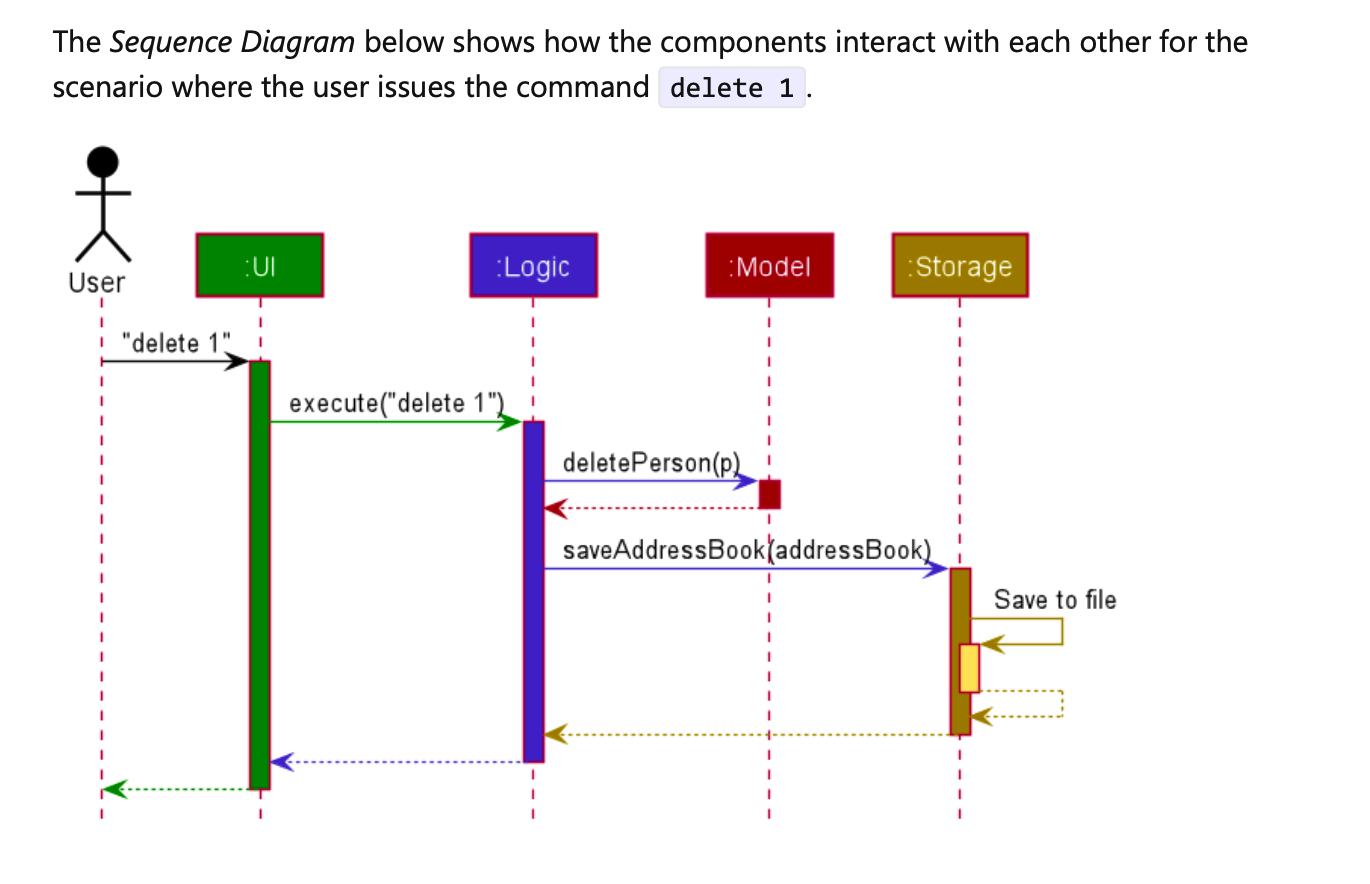 The Sequence Diagram below shows how the components interact with each other for the
scenario where the user issues the command delete 1.
User
:UI
:Logic
:Model
:Storage
"delete 1"
execute("delete 1")
deletePerson(p)
saveAddressBook(addressBook)
Save to file